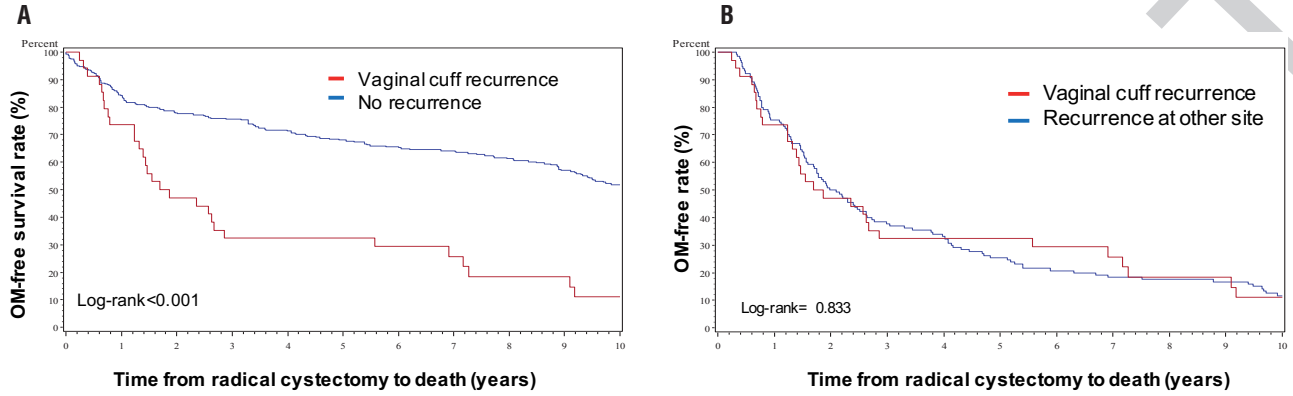 A
Percent
100
90
80
70
60
50
40
30
20
10
0
OM-free survival rate (%)
Vaginal cuff recurrence
No recurrence
Log-rank<0.001
0 1 2 3 4 5 6 7 8 9 10
Time from radical cystectomy to death (years)
B
Percent
100
90
80
70
60
50
40
30
20
10
0
OM-free rate (%)
Vaginal cuff recurrence
Recurrence at other site
Log-rank= 0.833
0 1 2 3 4 5 6 7 8 9 10
Time from radical cystectomy to death (years)